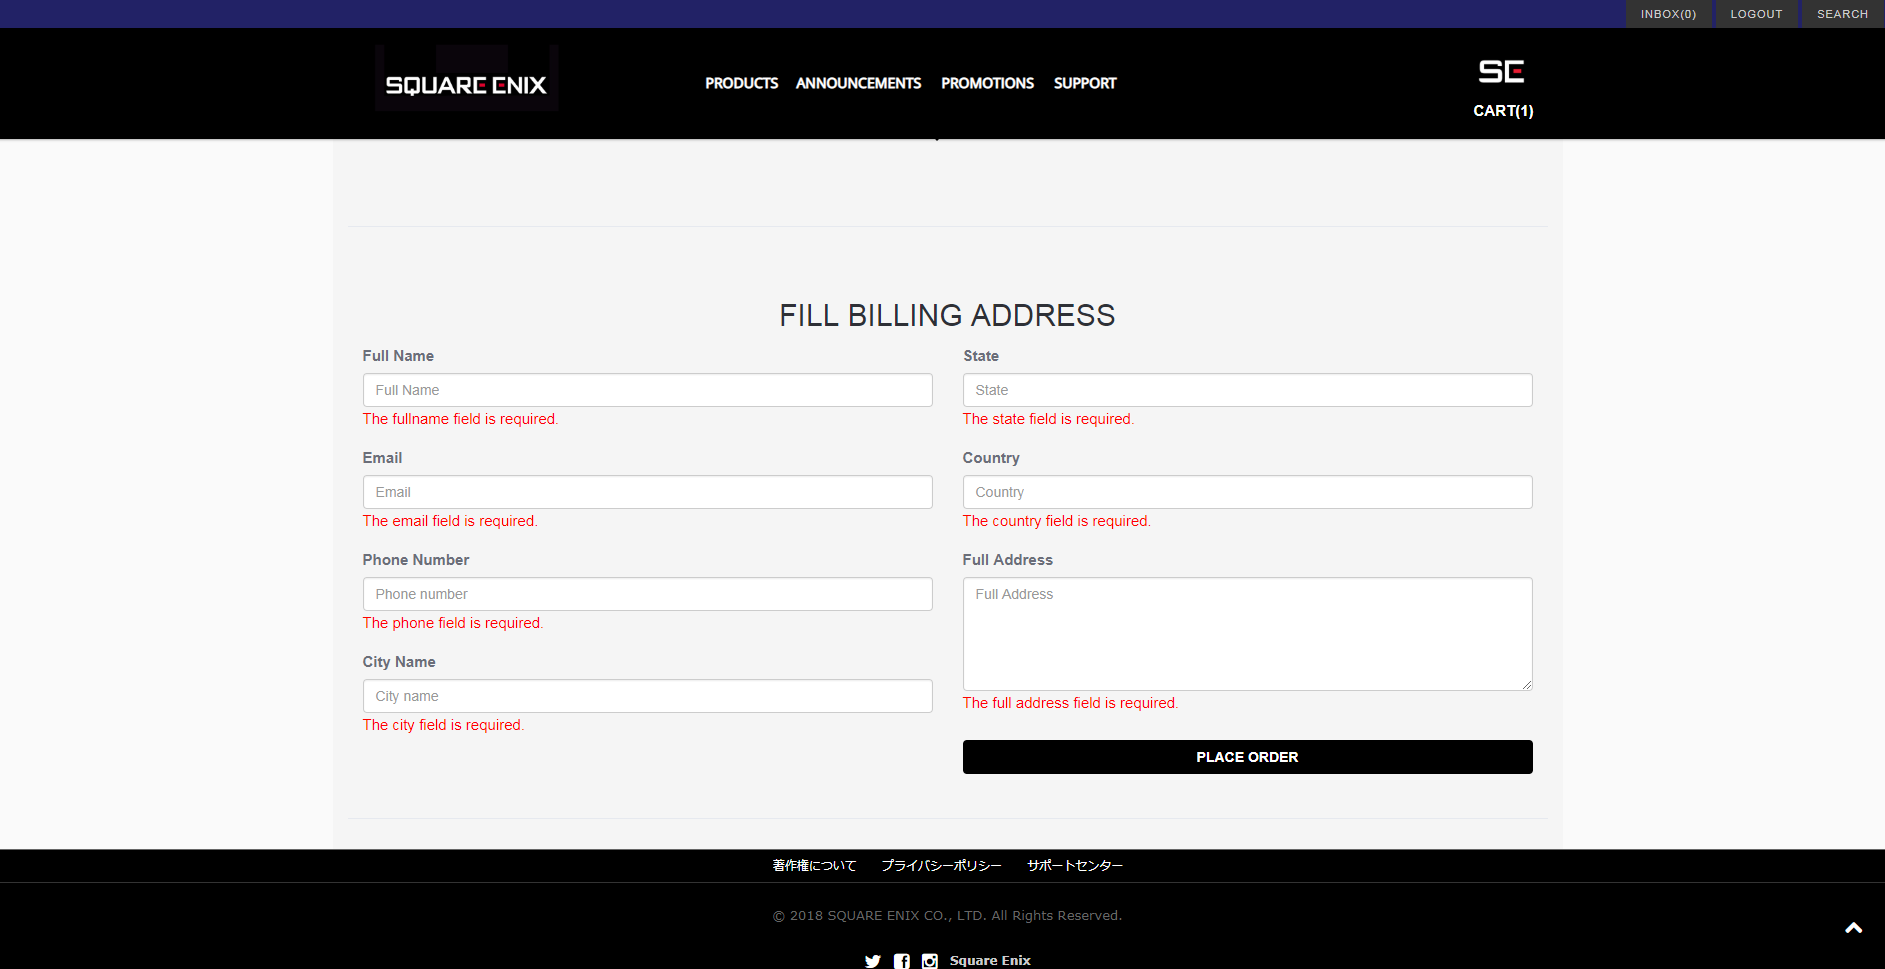 INBOX(0) LOGOUT SEARCH
SQUARE ENIX
PRODUCTS ANNOUNCEMENTS PROMOTIONS SUPPORT
SE
CART(1)
FILL BILLING ADDRESS
Full Name
Full Name
The fullname field is required.
Email
Email
The email field is required.
Phone Number
Phone number
The phone field is required.
City Name
City name
The city field is required.
State
State
The state field is required.
Country
Country
The country field is required.
Full Address
Full Address
The full address field is required.
PLACE ORDER
著作権について プライバシーポリシー サポートセンター
© 2018 SQUARE ENIX CO., LTD. All Rights Reserved.
Square Enix